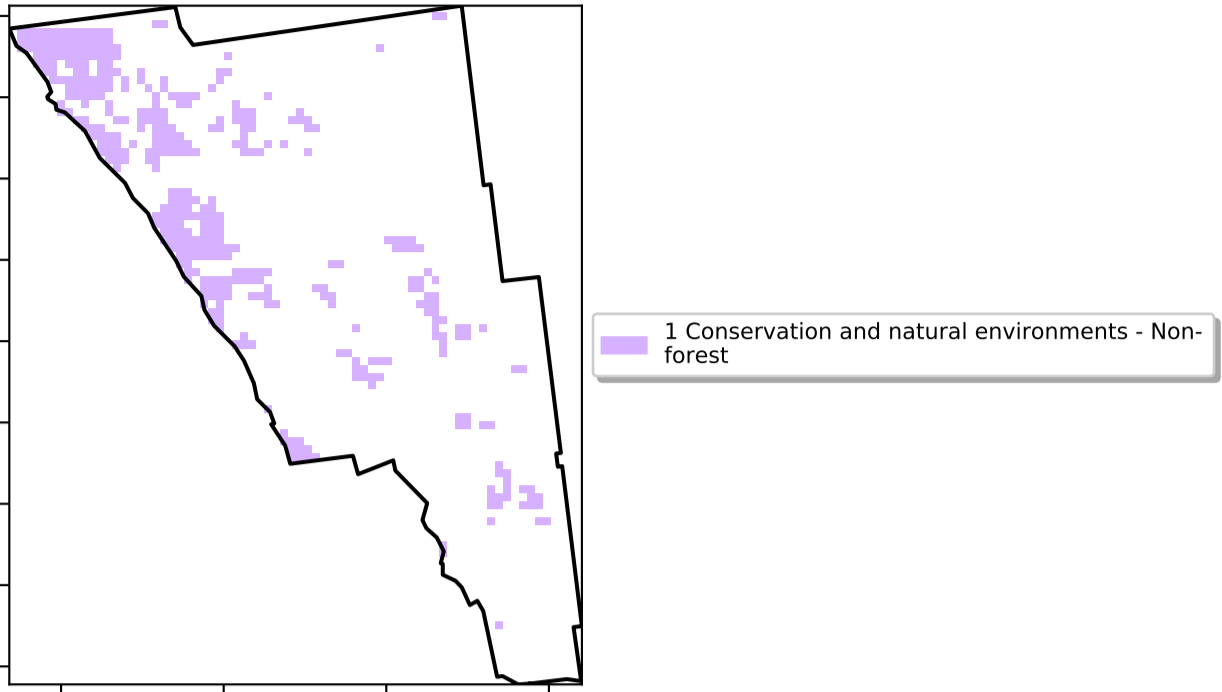 1 Conservation and natural environments - Non-
forest